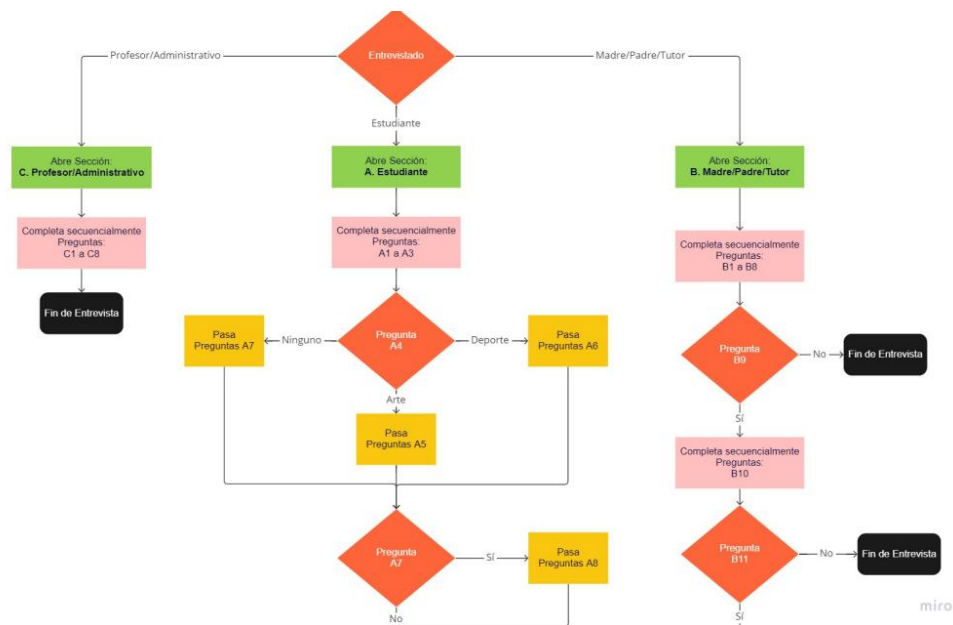 Entrevistado
Profesor/Administrativo
Madre/Padre/Tutor
Estudiante
Abre Sección:
C. Profesor/Administrativo
Abre Sección:
A. Estudiante
Abre Sección:
B. Madre/Padre/Tutor
Completa secuencialmente
Preguntas:
C1 a C8
Completa secuencialmente
Preguntas:
A1 a A3
Completa secuencialmente
Preguntas:
B1 a B8
Fin de Entrevista
Pasa
Preguntas A7
Ninguno
Pregunta
A4
Deporte
Pasa
Preguntas A6
Pregunta
B9
No
Fin de Entrevista
Arte
Pasa
Preguntas A5
Sí
Completa secuencialmente
Preguntas:
B10
Pregunta
A7
Sí
Pasa
Preguntas A8
Pregunta
B11
No
Fin de Entrevista
No
Sí
miro